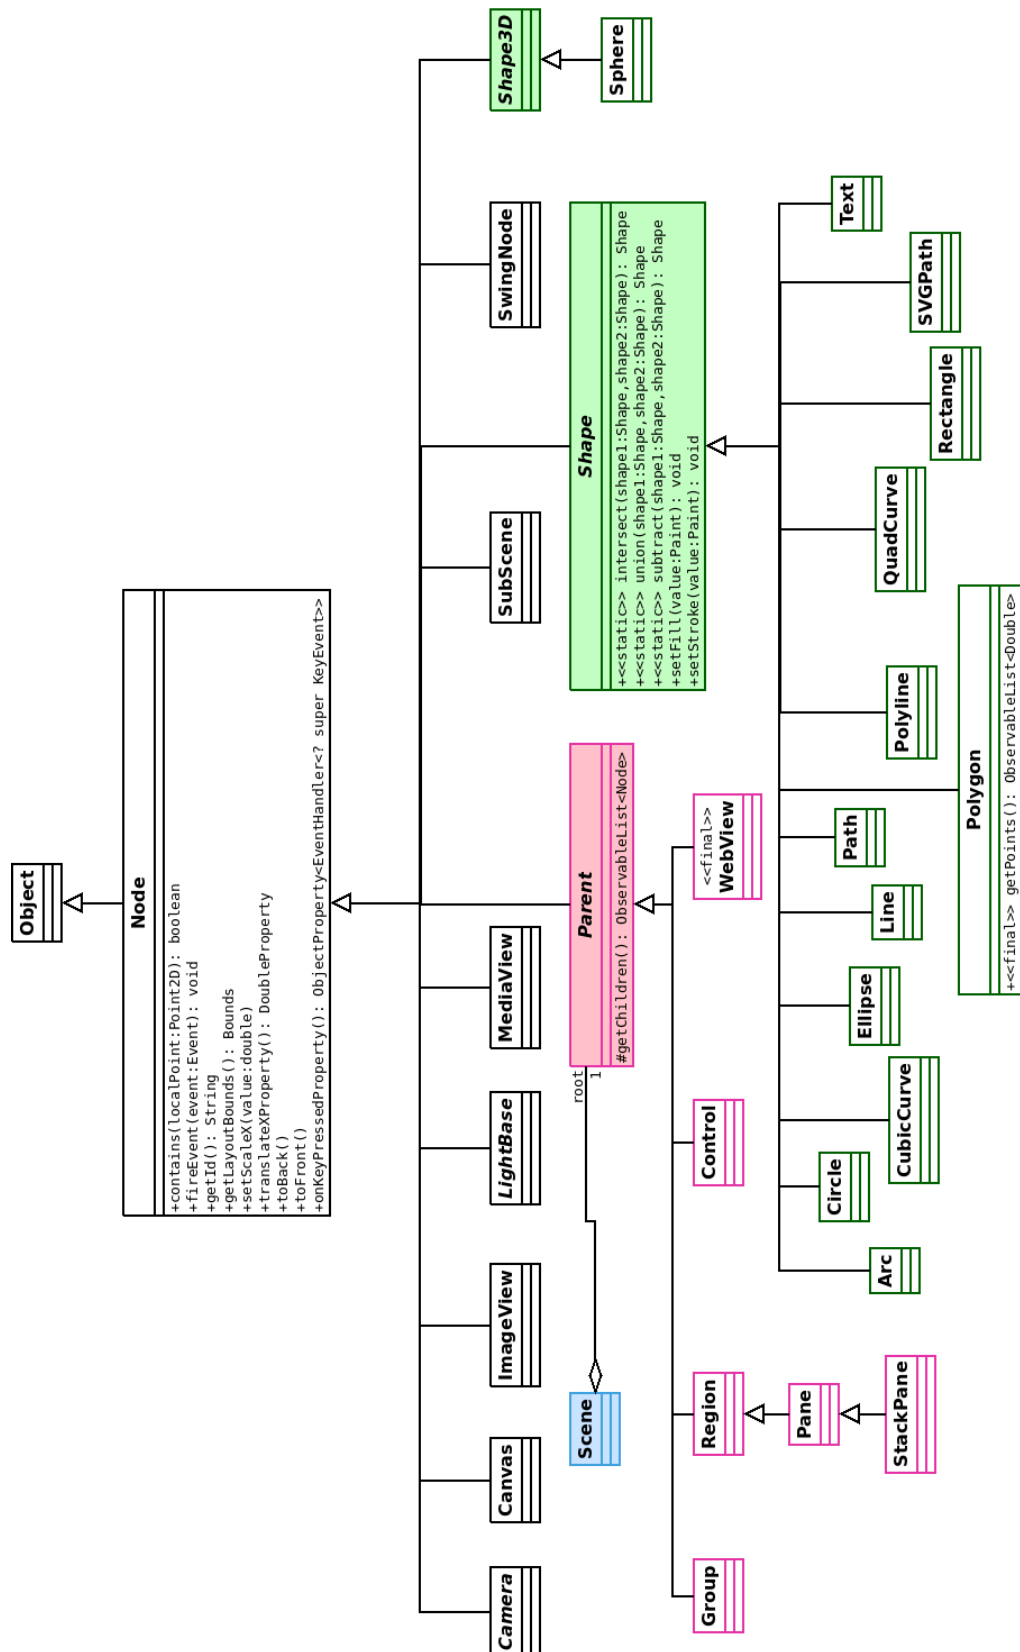 Object
Node
+contains(localPoint:Point2D): boolean
+fireEvent(event:Event): void
+getId(): String
+getLayoutBounds(): Bounds
+setScaleX(value:double)
+translateXProperty(): DoubleProperty
+toBack()
+toFront()
+onKeyPressedProperty(): ObjectProperty<EventHandler<? super KeyEvent>>
Camera
Canvas
ImageView
LightBase
MediaView
SubScene
SwingNode
Shape3D
Scene
root
1
Parent
#getChildren(): ObservableList<Node>
Shape
+<<static>> intersect(shape1:Shape,shape2:Shape): Shape
+<<static>> union(shape1:Shape,shape2:Shape): Shape
+<<static>> subtract(shape1:Shape,shape2:Shape): Shape
+setFill(value:Paint): void
+setStroke(value:Paint): void
Sphere
Group
Region
Control
<<final>>
WebView
Pane
StackPane
Arc
Circle
CubicCurve
Ellipse
Line
Path
Polygon
+<<final>> getPoints(): ObservableList<Double>
Polyline
QuadCurve
Rectangle
SVGPath
Text